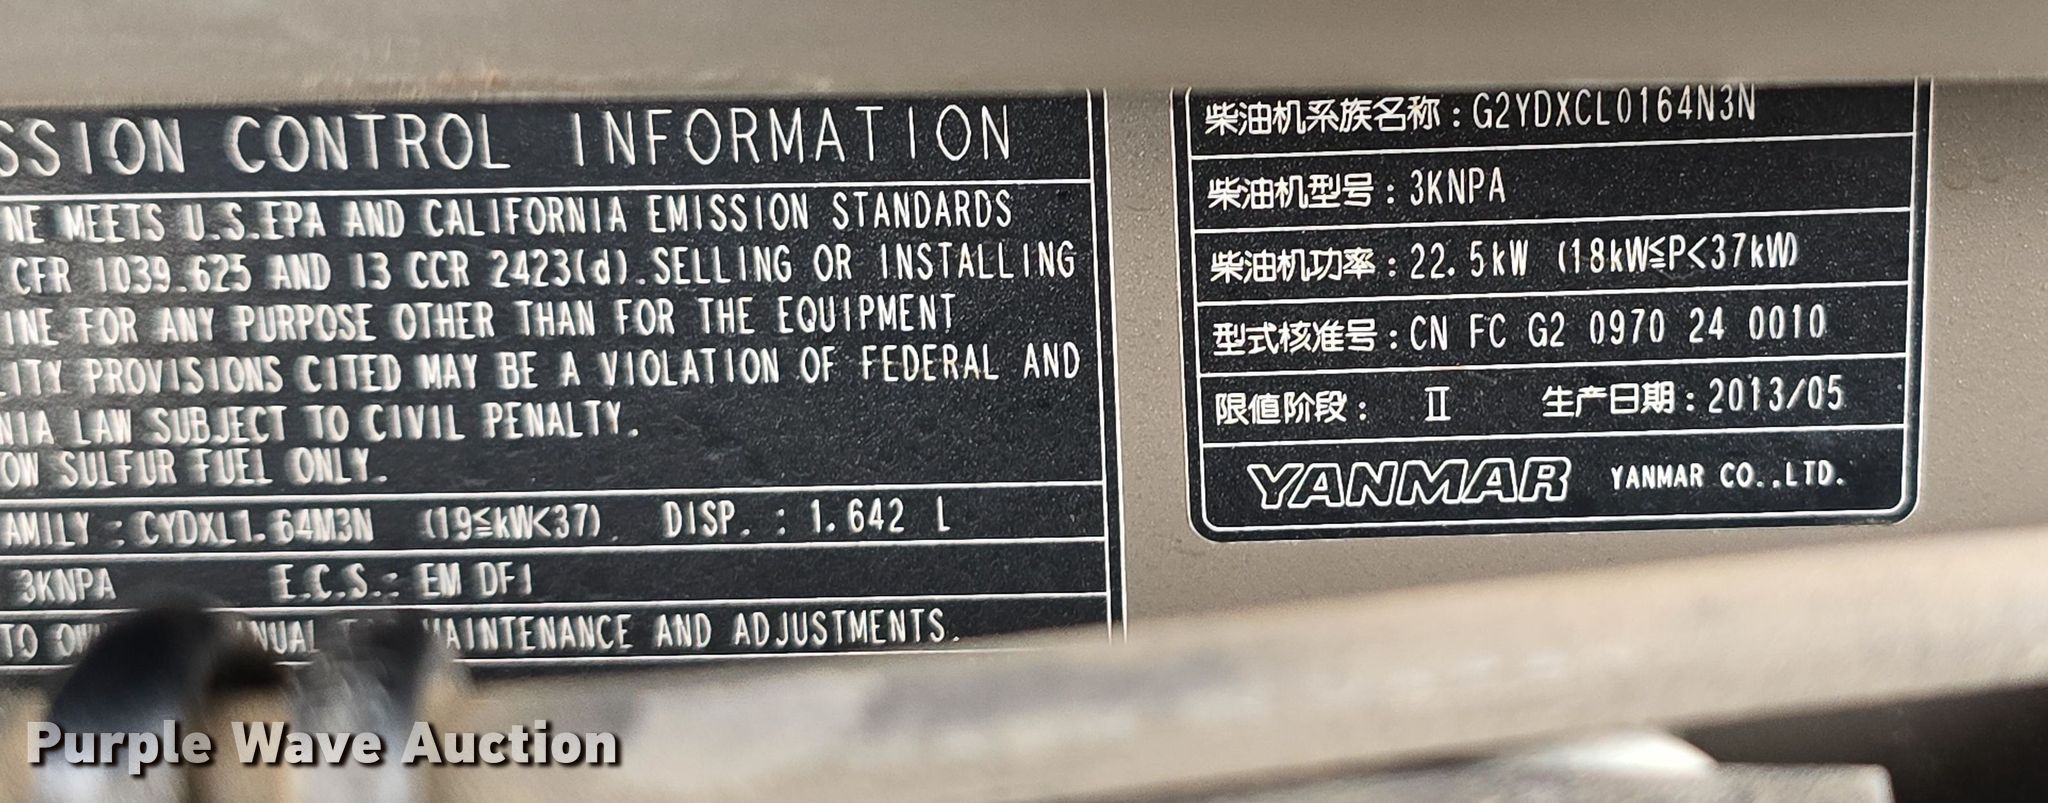 SSION CONTROL INFORMATION
NE MEETS U.S.EPA AND CALIFORNIA EMISSION STANDARDS
CFR 1039.625 AND 13 CCR 2423(d).SELLING OR INSTALLING
INE FOR ANY PURPOSE OTHER THAN FOR THE EQUIPMENT
LITY PROVISIONS CITED MAY BE A VIOLATION OF FEDERAL AND
NIA LAW SUBJECT TO CIVIL PENALTY.
OW SULFUR FUEL ONLY.
AMILY : CYDXL1.64M3N (19≦kW<37) DISP. : 1.642 L
3KNPA E.C.S.: EM DFI
TO OW NUAL MAINTENANCE AND ADJUSTMENTS.
柴油机系族名称:G2YDXCL0164N3N
柴油机型号:3KNPA
柴油机功率:22.5kW (18kW≦P<37kW)
型式核准号:CN FC G2 0970 24 0010
限值阶段: Ⅱ 生产日期:2013/05
YANMAR YANMAR CO.,LTD.
Purple Wave Auction